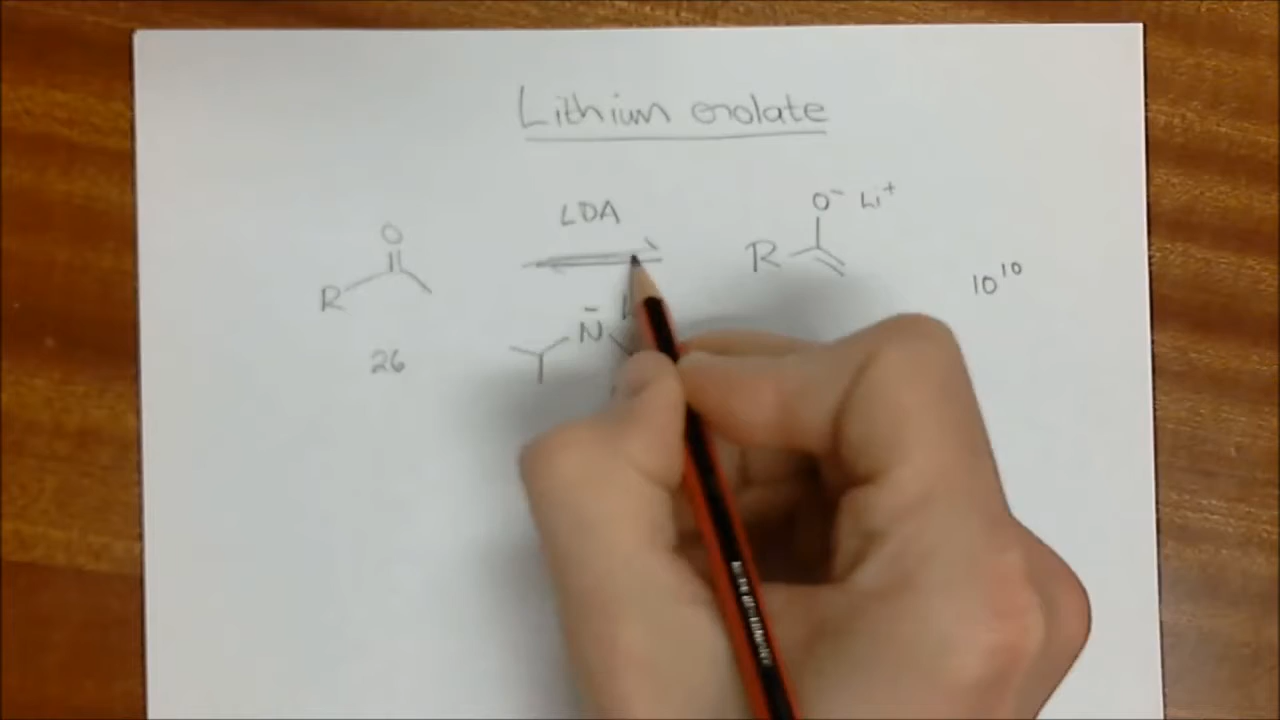 Lithium enolate
LDA
O
R
O⁻ Li⁺
R
N⁻
26
10¹⁰